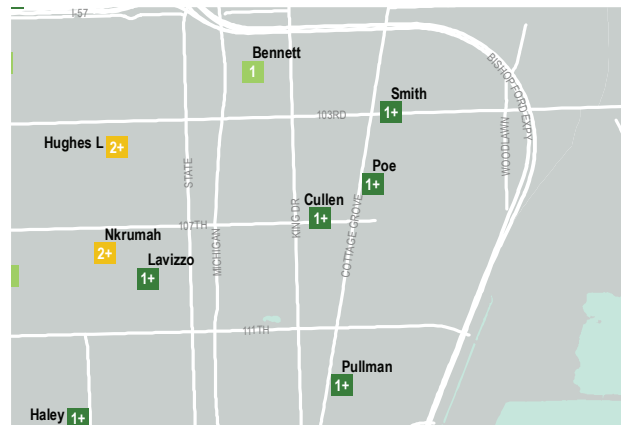 I-57
Bennett
1
BISHOP FORD EXPY
Smith
1+
103RD
WOODLAWN
Hughes L
2+
STATE
Poe
1+
Cullen
1+
KING DR
COTTAGE GROVE
107TH
MICHIGAN
Nkrumah
2+
Lavizzo
1+
111TH
Pullman
1+
Haley
1+